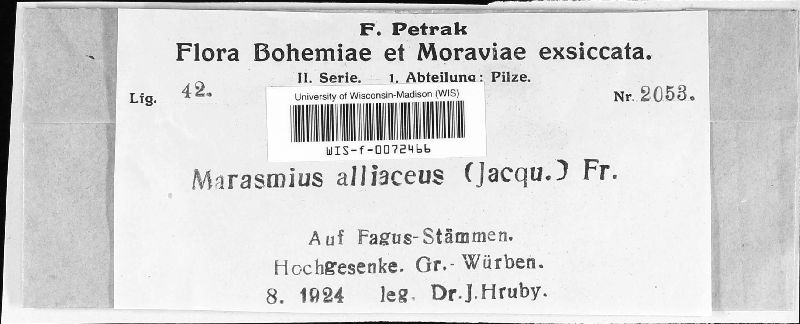 F. Petrak
Flora Bohemiae et Moraviae exsiccata.
II. Serie. — 1. Abteilung: Pilze.
Lig. 42.
Nr. 2053.
University of Wisconsin-Madison (WIS)
WIS-f-0072466
Marasmius alliaceus (Jacqu.) Fr.
Auf Fagus-Stämmen.
Hochgesenke. Gr.- Würben.
8. 1924 leg. Dr.J.Hruby.